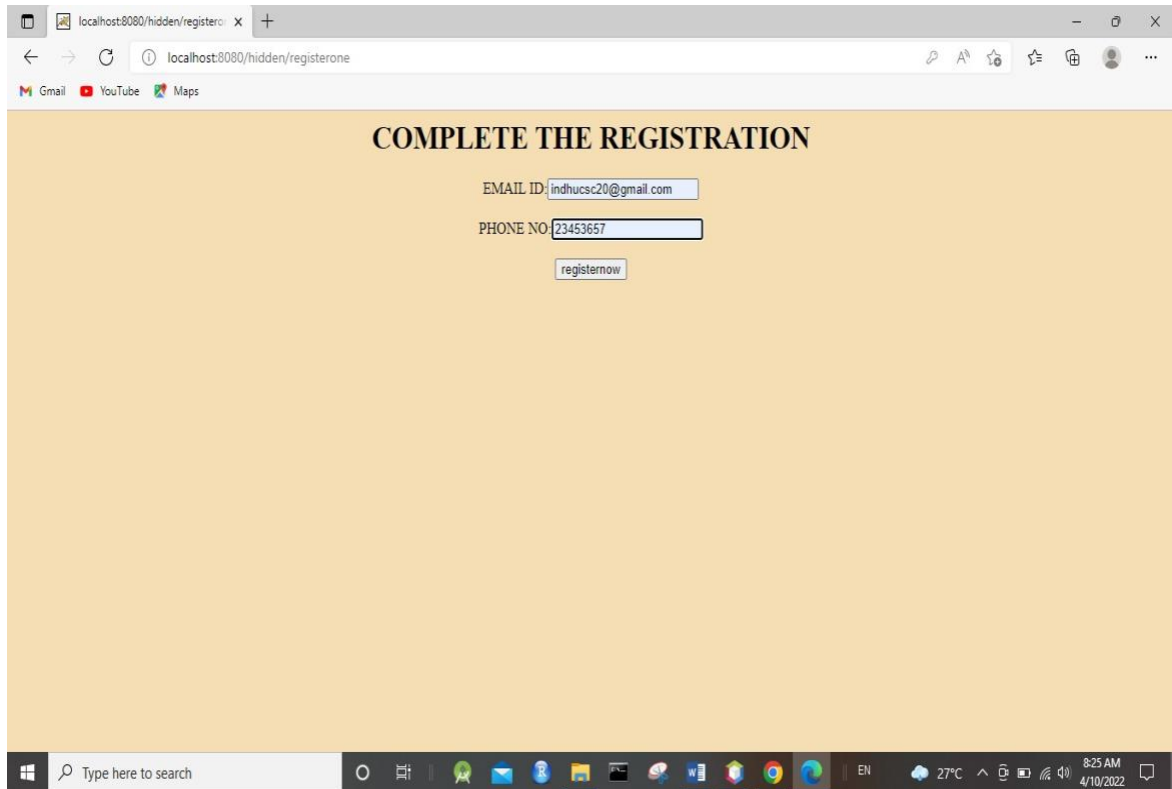 localhost:8080/hidden/registero
localhost:8080/hidden/registerone
Gmail YouTube Maps
COMPLETE THE REGISTRATION
EMAIL ID: indhucsc20@gmail.com
PHONE NO: 23453657
registernow
Type here to search
EN
27°C
8:25 AM
4/10/2022